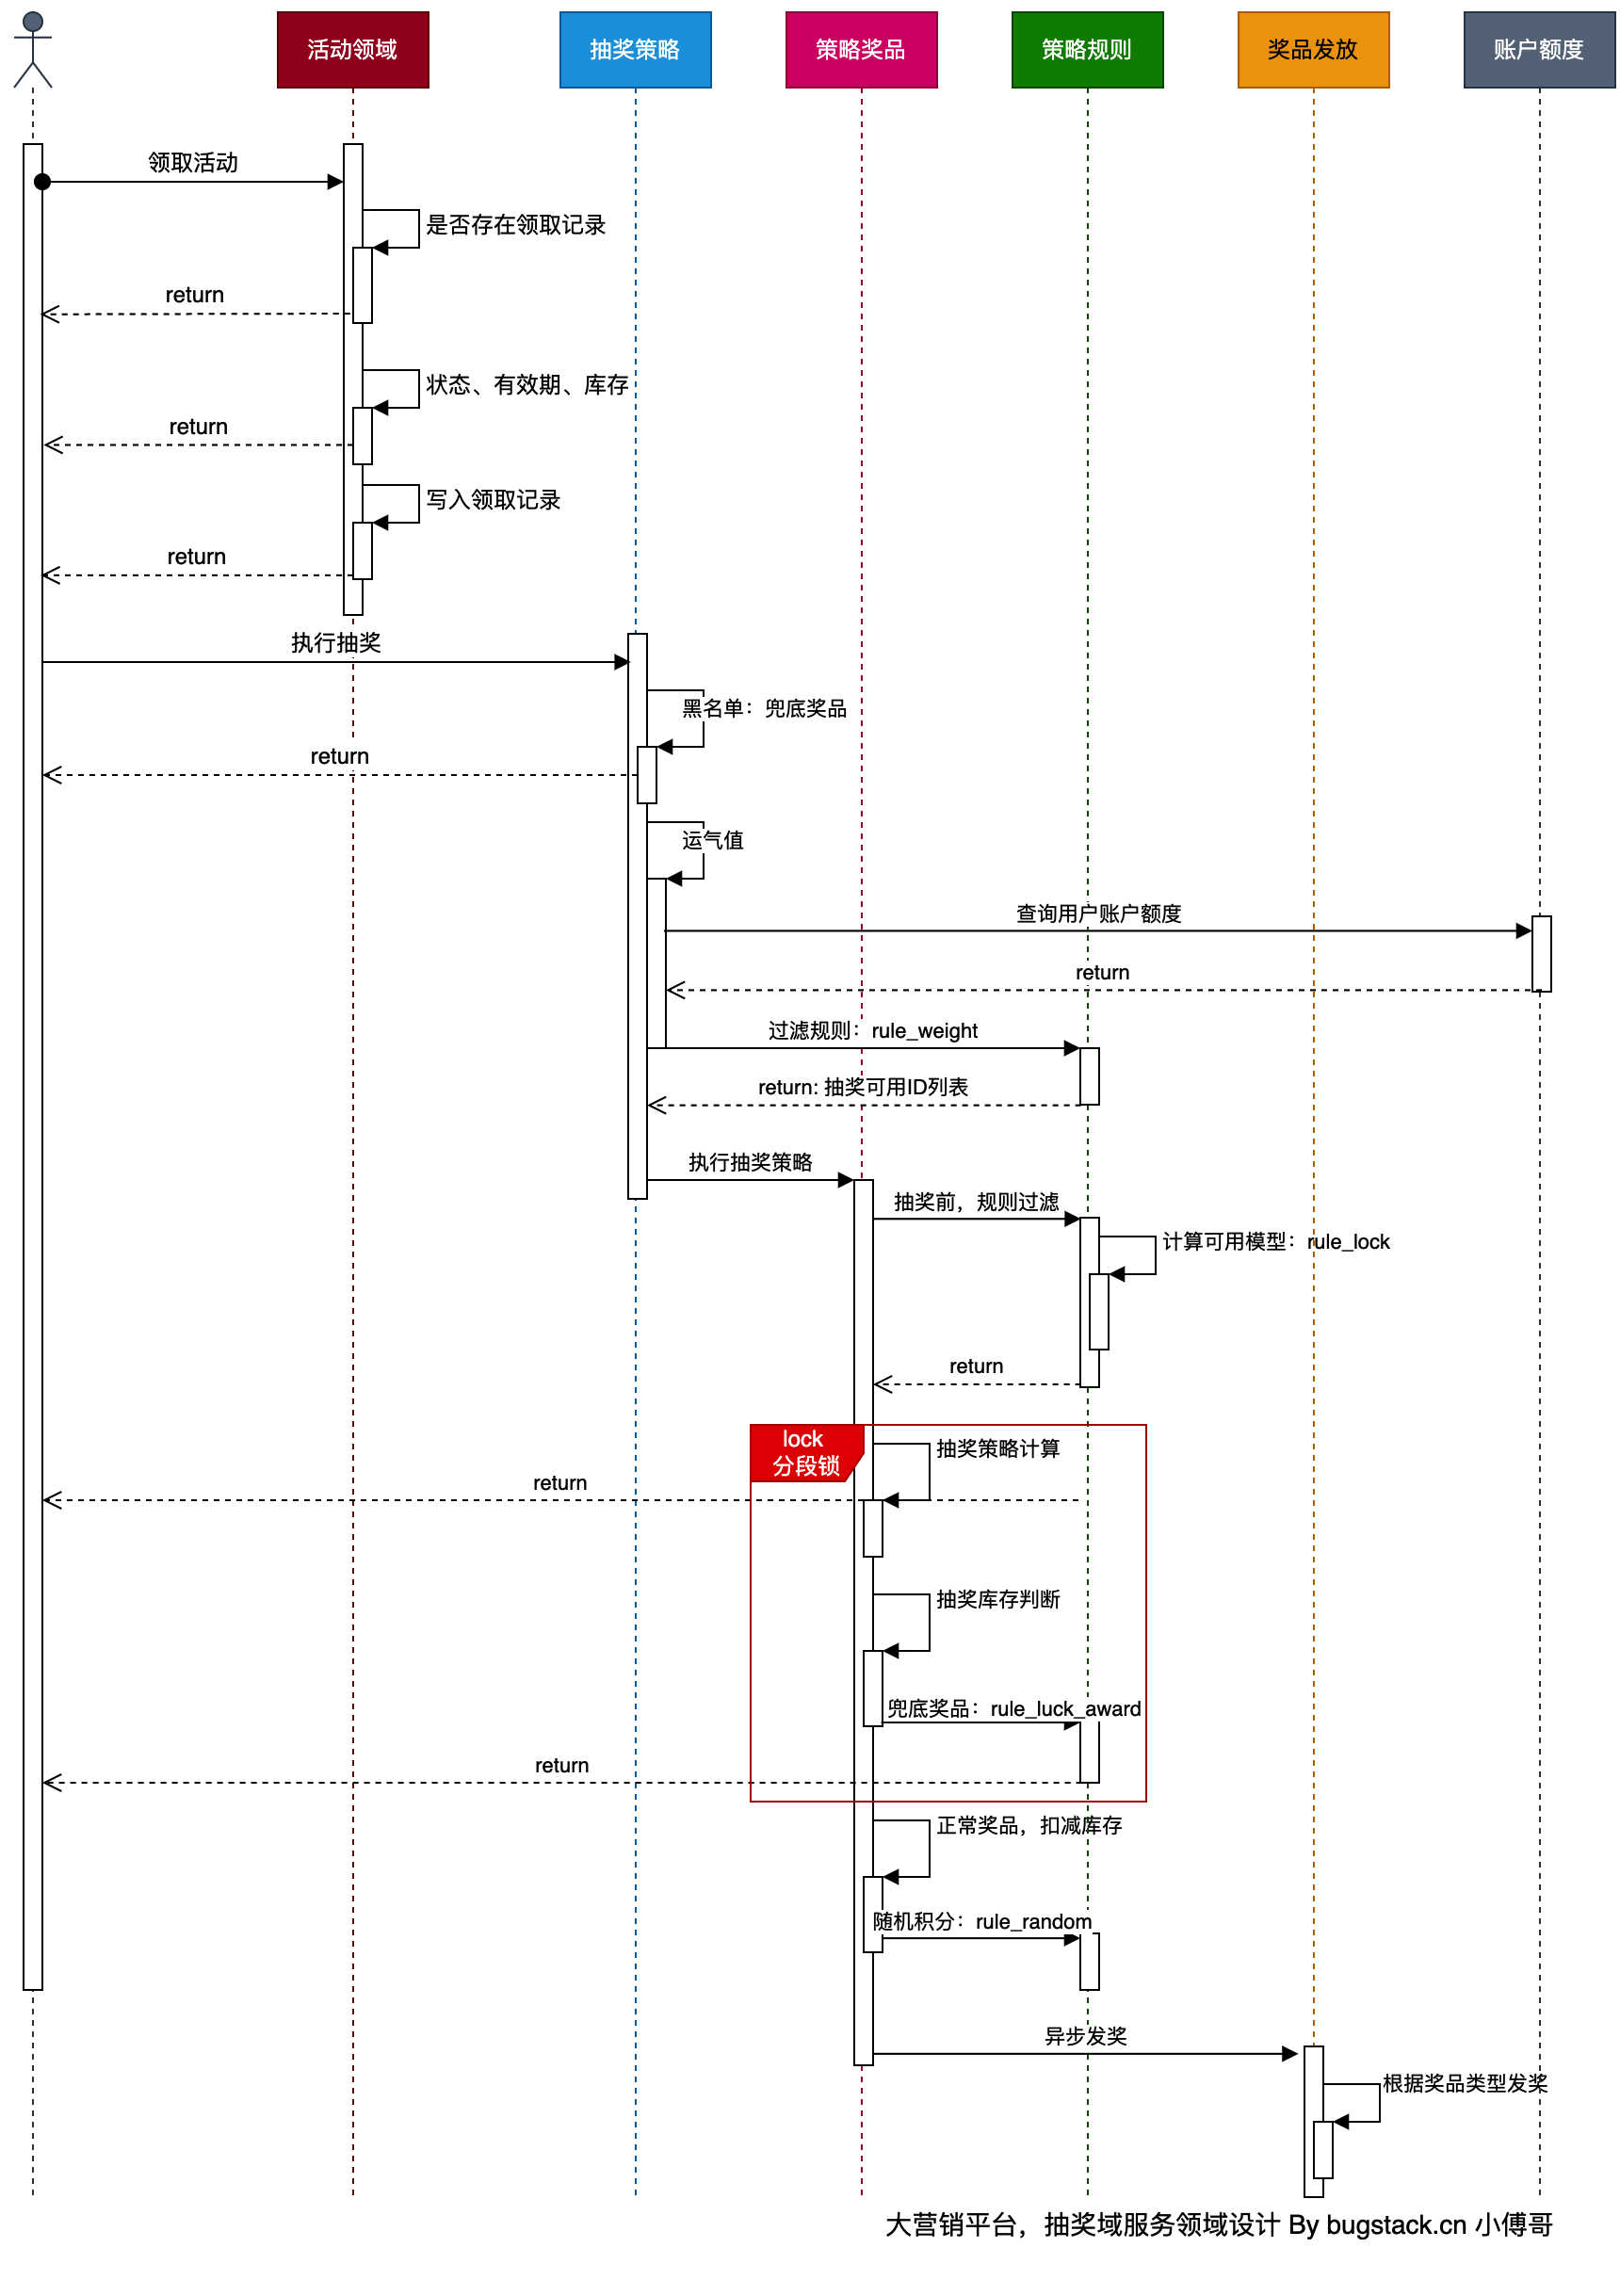 活动领域
抽奖策略
策略奖品
策略规则
奖品发放
账户额度
领取活动
是否存在领取记录
return
状态、有效期、库存
return
写入领取记录
return
执行抽奖
黑名单：兜底奖品
return
运气值
查询用户账户额度
return
过滤规则：rule_weight
return: 抽奖可用ID列表
执行抽奖策略
抽奖前，规则过滤
计算可用模型：rule_lock
return
lock
分段锁
抽奖策略计算
return
抽奖库存判断
兜底奖品：rule_luck_award
return
正常奖品，扣减库存
随机积分：rule_random
异步发奖
根据奖品类型发奖
大营销平台，抽奖域服务领域设计 By bugstack.cn 小傅哥